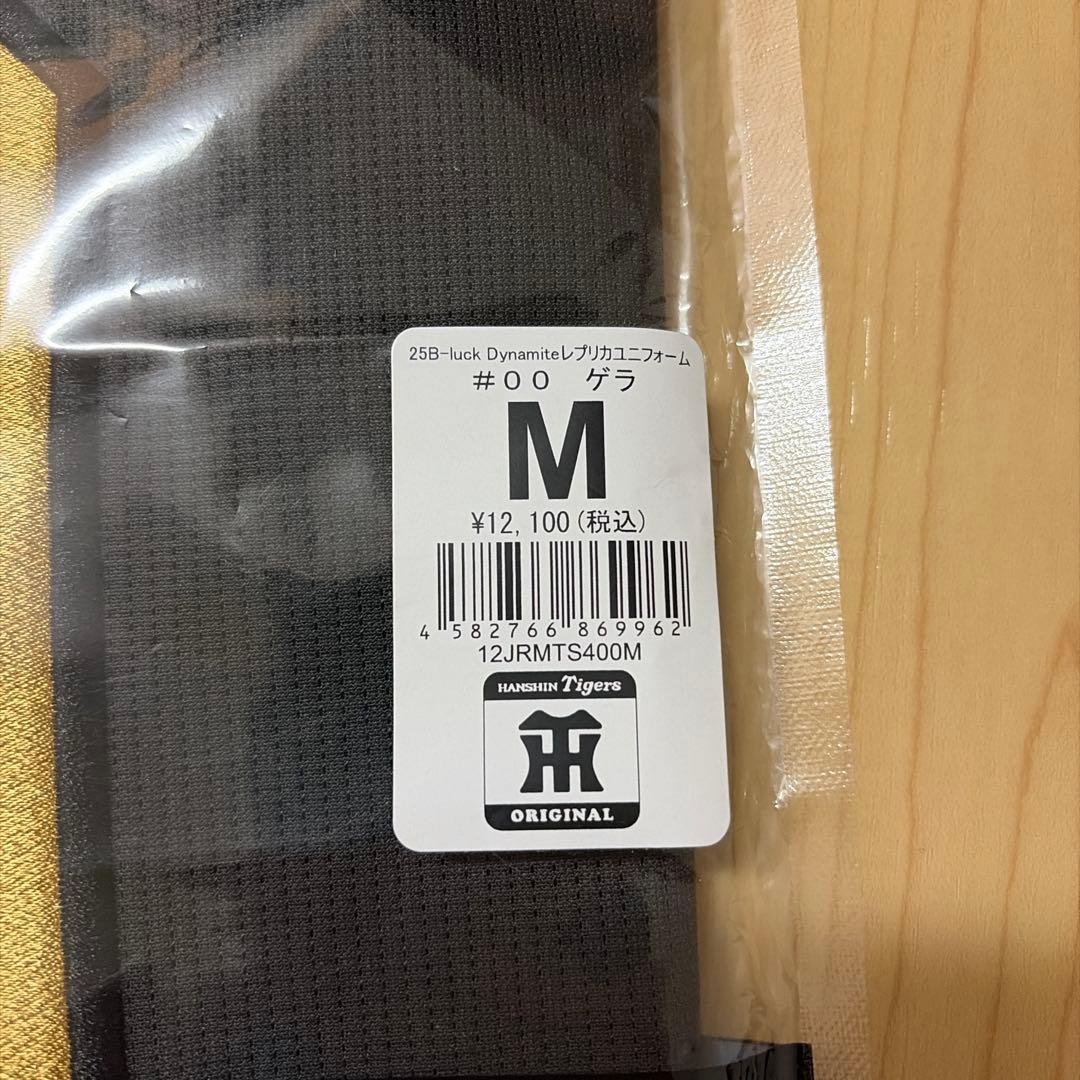 25B-luck Dynamiteレプリカユニフォーム
#00 ゲラ
M
¥12,100(税込)
4 582766 869962
12JRMTS400M
HANSHIN Tigers
TH
ORIGINAL